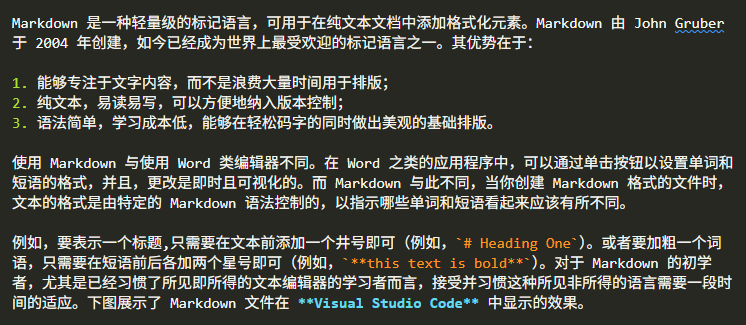 Markdown 是一种轻量级的标记语言，可用于在纯文本文档中添加格式化元素。Markdown 由 John Gruber
于 2004 年创建，如今已经成为世界上最受欢迎的标记语言之一。其优势在于：
1. 能够专注于文字内容，而不是浪费大量时间用于排版；
2. 纯文本，易读易写，可以方便地纳入版本控制；
3. 语法简单，学习成本低，能够在轻松码字的同时做出美观的基础排版。
使用 Markdown 与使用 Word 类编辑器不同。在 Word 之类的应用程序中，可以通过单击按钮以设置单词和
短语的格式，并且，更改是即时且可视化的。而 Markdown 与此不同，当你创建 Markdown 格式的文件时，
文本的格式是由特定的 Markdown 语法控制的，以指示哪些单词和短语看起来应该有所不同。
例如，要表示一个标题,只需要在文本前添加一个井号即可（例如，`# Heading One`）。或者要加粗一个词
语，只需要在短语前后各加两个星号即可（例如，`**this text is bold**`）。对于 Markdown 的初学
者，尤其是已经习惯了所见即所得的文本编辑器的学习者而言，接受并习惯这种所见非所得的语言需要一段时
间的适应。下图展示了 Markdown 文件在 **Visual Studio Code** 中显示的效果。